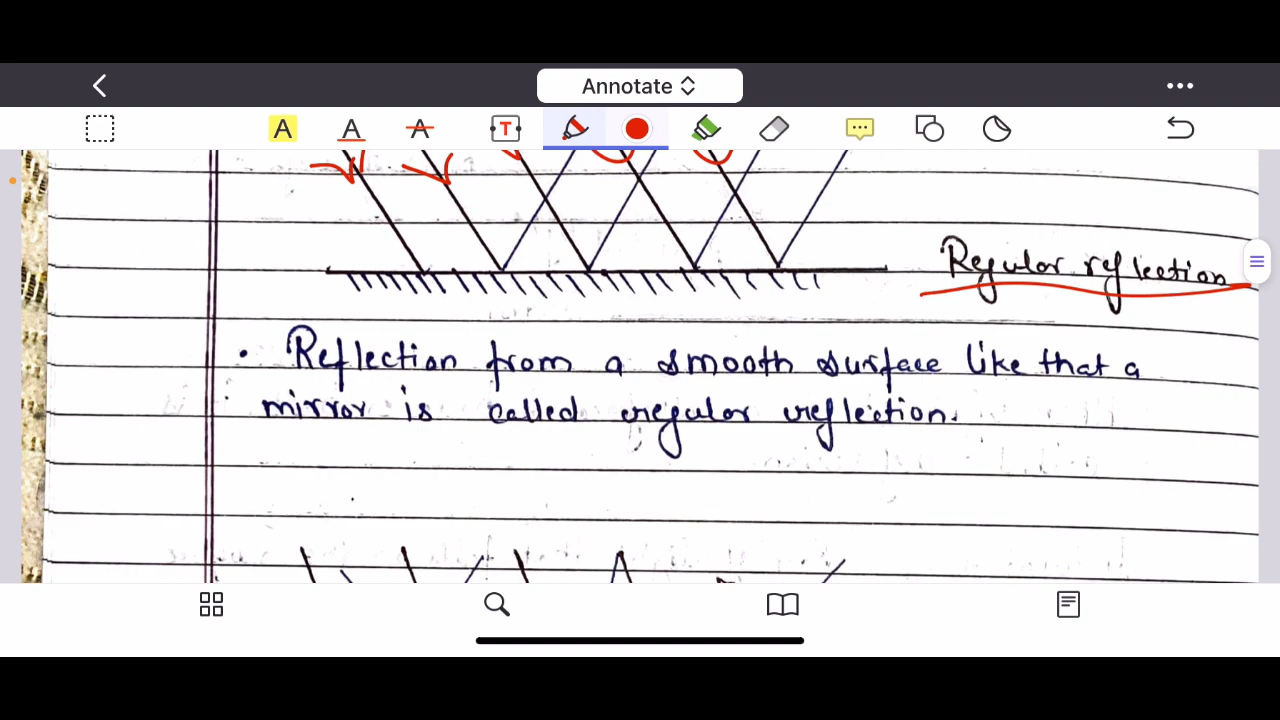 Annotate
A A A T
Regular reflection
• Reflection from a smooth surface like that a
mirror is called regular reflection.